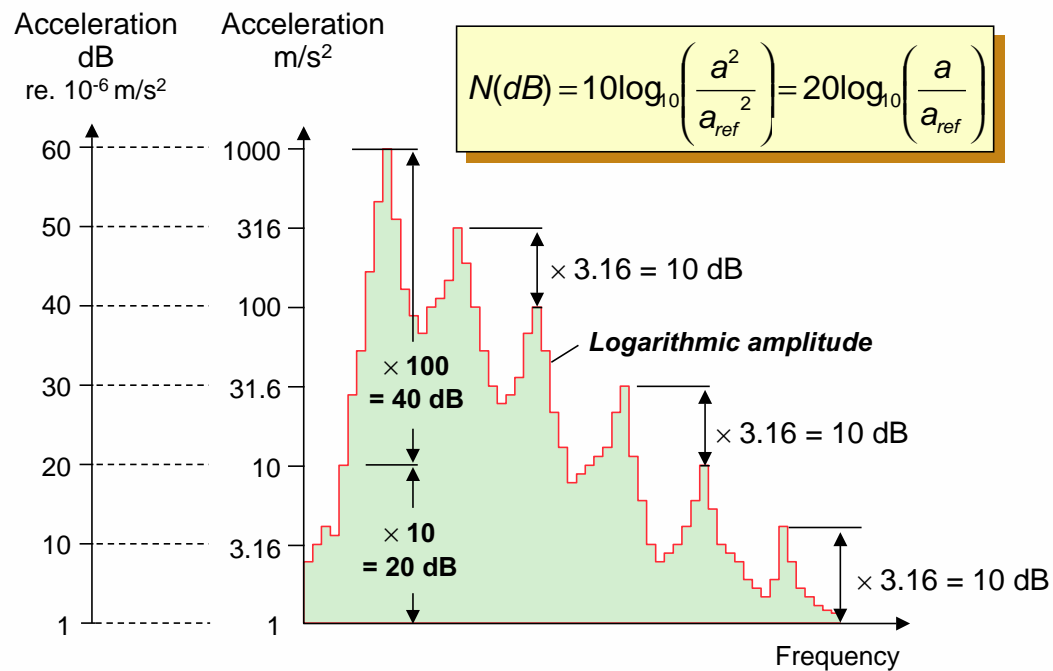 Acceleration
dB
re. 10⁻⁶ m/s²
Acceleration
m/s²
N(dB) = 10log₁₀(a²/a_ref²) = 20log₁₀(a/a_ref)
60
50
40
30
20
10
1
1000
316
100
31.6
10
3.16
1
× 3.16 = 10 dB
Logarithmic amplitude
× 100
= 40 dB
× 3.16 = 10 dB
× 10
= 20 dB
× 3.16 = 10 dB
Frequency